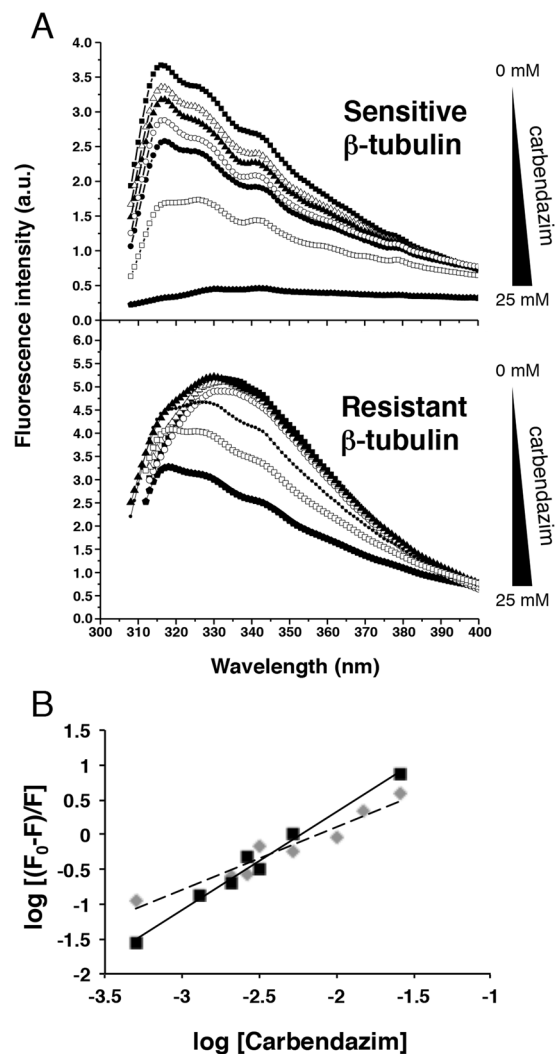 A
Fluorescence intensity (a.u.)
4.0
3.5
3.0
2.5
2.0
1.5
1.0
0.5
0.0
Sensitive
β-tubulin
0 mM
carbendazim
25 mM
6.0
5.5
5.0
4.5
4.0
3.5
3.0
2.5
2.0
1.5
1.0
0.5
0.0
Resistant
β-tubulin
0 mM
carbendazim
25 mM
300 310 320 330 340 350 360 370 380 390 400
Wavelength (nm)
B
log [(F₀-F)/F]
1.5
1
0.5
0
-0.5
-1
-1.5
-2
-3.5 -3 -2.5 -2 -1.5 -1
log [Carbendazim]